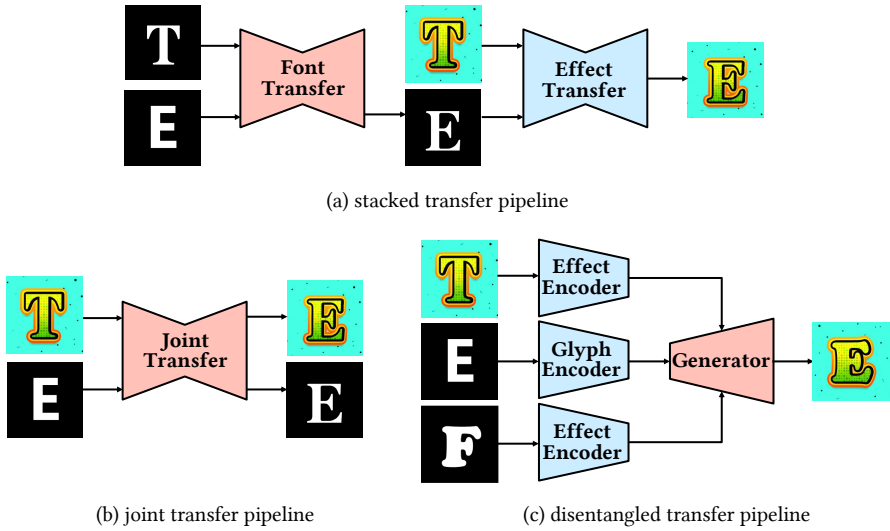 T
Font
Transfer
E
T
Effect
Transfer
E
E
(a) stacked transfer pipeline
T
E
Joint
Transfer
E
E
(b) joint transfer pipeline
T
Effect
Encoder
E
Glyph
Encoder
F
Effect
Encoder
Generator
E
(c) disentangled transfer pipeline